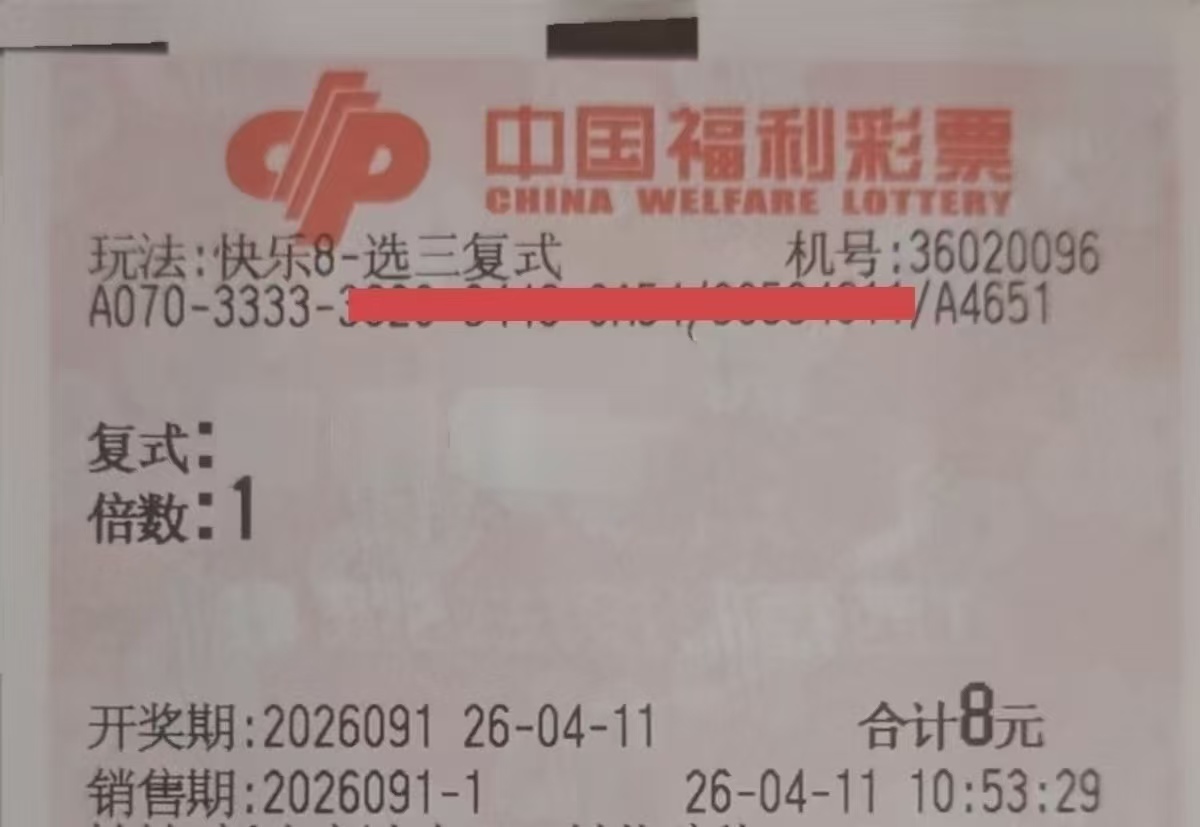 中国福利彩票
CHINA WELFARE LOTTERY
玩法:快乐8-选三复式 机号:36020096
A070-3333- /A4651
复式:
倍数:1
开奖期:2026091 26-04-11 合计8元
销售期:2026091-1 26-04-11 10:53:29